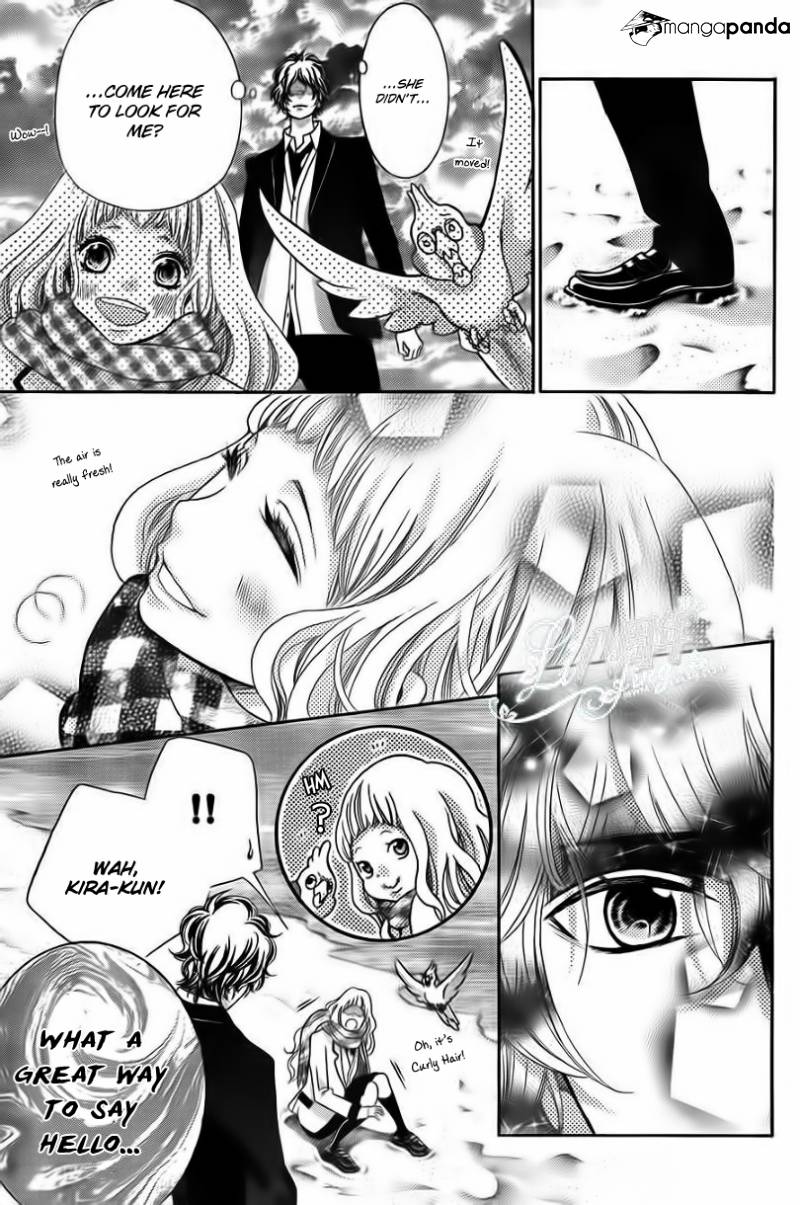 mangapanda
...SHE
DIDN'T...
...COME HERE
TO LOOK FOR
ME?
It
moved!
Wow~!
The air is
really fresh!
!!
WAH,
KIRA-KUN!
...
HM
?
Oh, it's
Curly Hair!
WHAT A
GREAT WAY
TO SAY
HELLO...